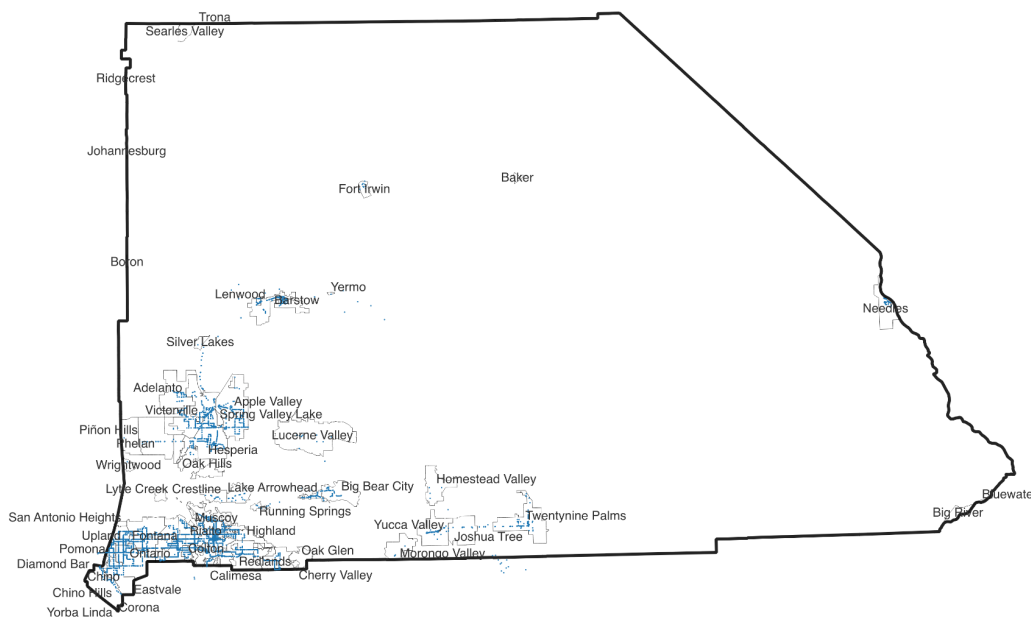 Trona
Searles Valley
Ridgecrest
Johannesburg
Fort Irwin
Baker
Boron
Lenwood
Barstow
Yermo
Needles
Silver Lakes
Adelanto
Apple Valley
Victorville
Spring Valley Lake
Piñon Hills
Phelan
Lucerne Valley
Hesperia
Wrightwood
Oak Hills
Lytle Creek
Crestline
Lake Arrowhead
Big Bear City
Homestead Valley
Running Springs
Bluewater
Big River
San Antonio Heights
Muscoy
Yucca Valley
Twentynine Palms
Upland
Fontana
Rialto
Highland
Joshua Tree
Pomona
Ontario
Colton
Oak Glen
Morongo Valley
Diamond Bar
Redlands
Chino
Calimesa
Cherry Valley
Chino Hills
Eastvale
Yorba Linda
Corona